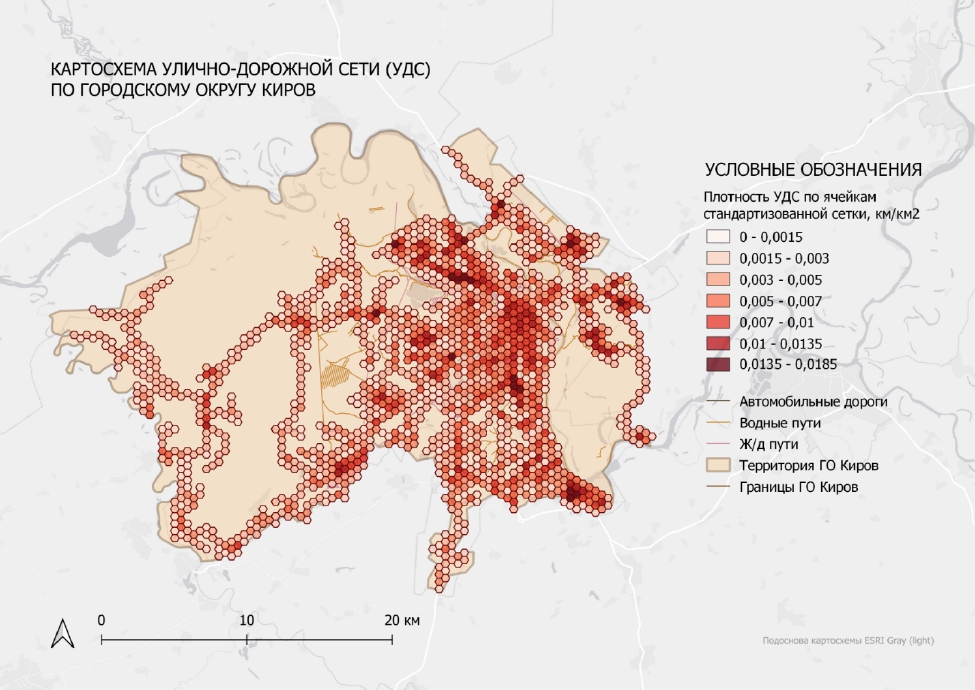 КАРТОСХЕМА УЛИЧНО-ДОРОЖНОЙ СЕТИ (УДС)
ПО ГОРОДСКОМУ ОКРУГУ КИРОВ
УСЛОВНЫЕ ОБОЗНАЧЕНИЯ
Плотность УДС по ячейкам
стандартизованной сетки, км/км2
0 - 0,0015
0,0015 - 0,003
0,003 - 0,005
0,005 - 0,007
0,007 - 0,01
0,01 - 0,0135
0,0135 - 0,0185
Автомобильные дороги
Водные пути
Ж/д пути
Территория ГО Киров
Границы ГО Киров
0 10 20 км
Подоснова картосхемы ESRI Gray (light)